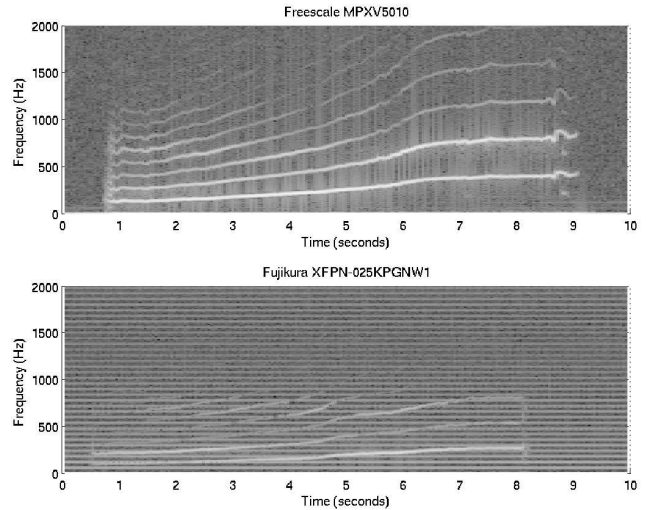 Freescale MPXV5010
2000
1500
1000
500
0
Frequency (Hz)
0 1 2 3 4 5 6 7 8 9 10
Time (seconds)
Fujikura XFPN-025KPGNW1
2000
1500
1000
500
0
Frequency (Hz)
0 1 2 3 4 5 6 7 8 9 10
Time (seconds)